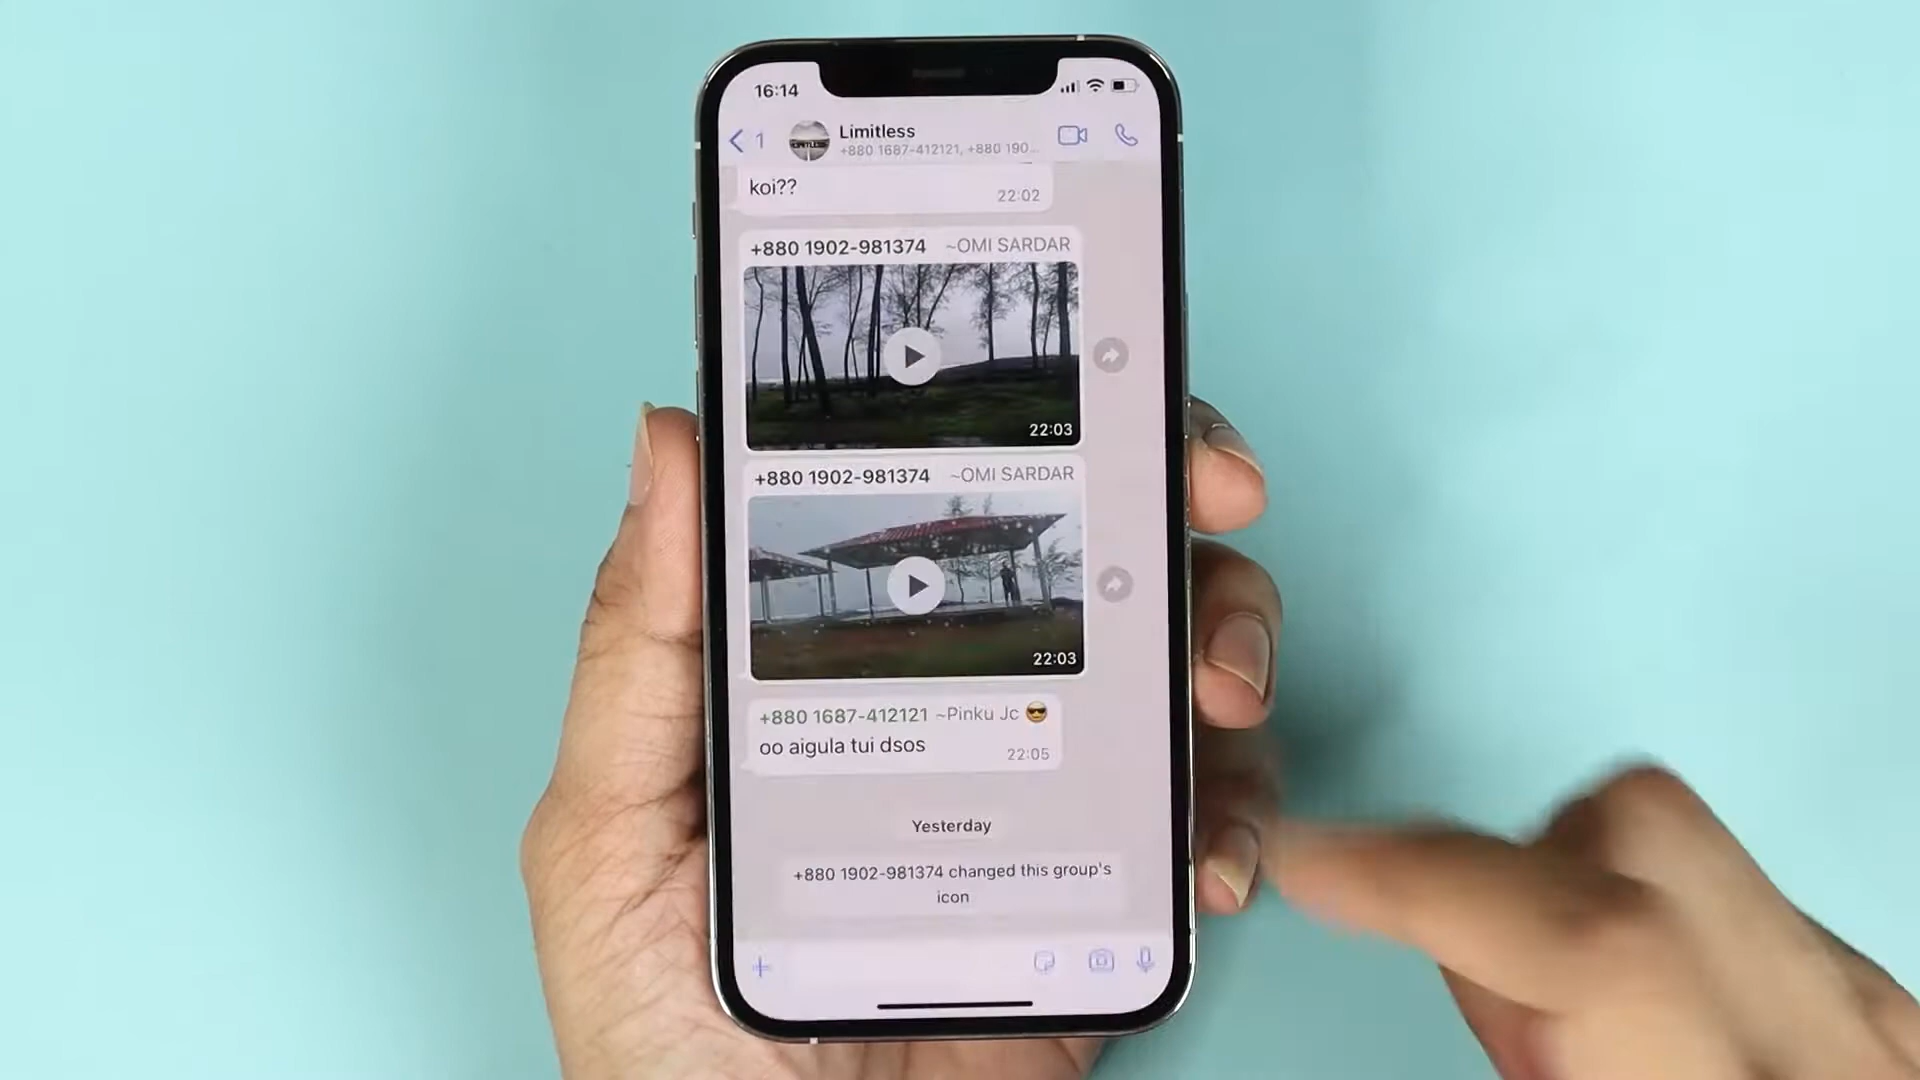 16:14
1
Limitless
+880 1687-412121, +880 190...
koi??
22:02
+880 1902-981374 ~OMI SARDAR
22:03
+880 1902-981374 ~OMI SARDAR
22:03
+880 1687-412121 ~Pinku Jc 😎
oo aigula tui dsos
22:05
Yesterday
+880 1902-981374 changed this group's
icon